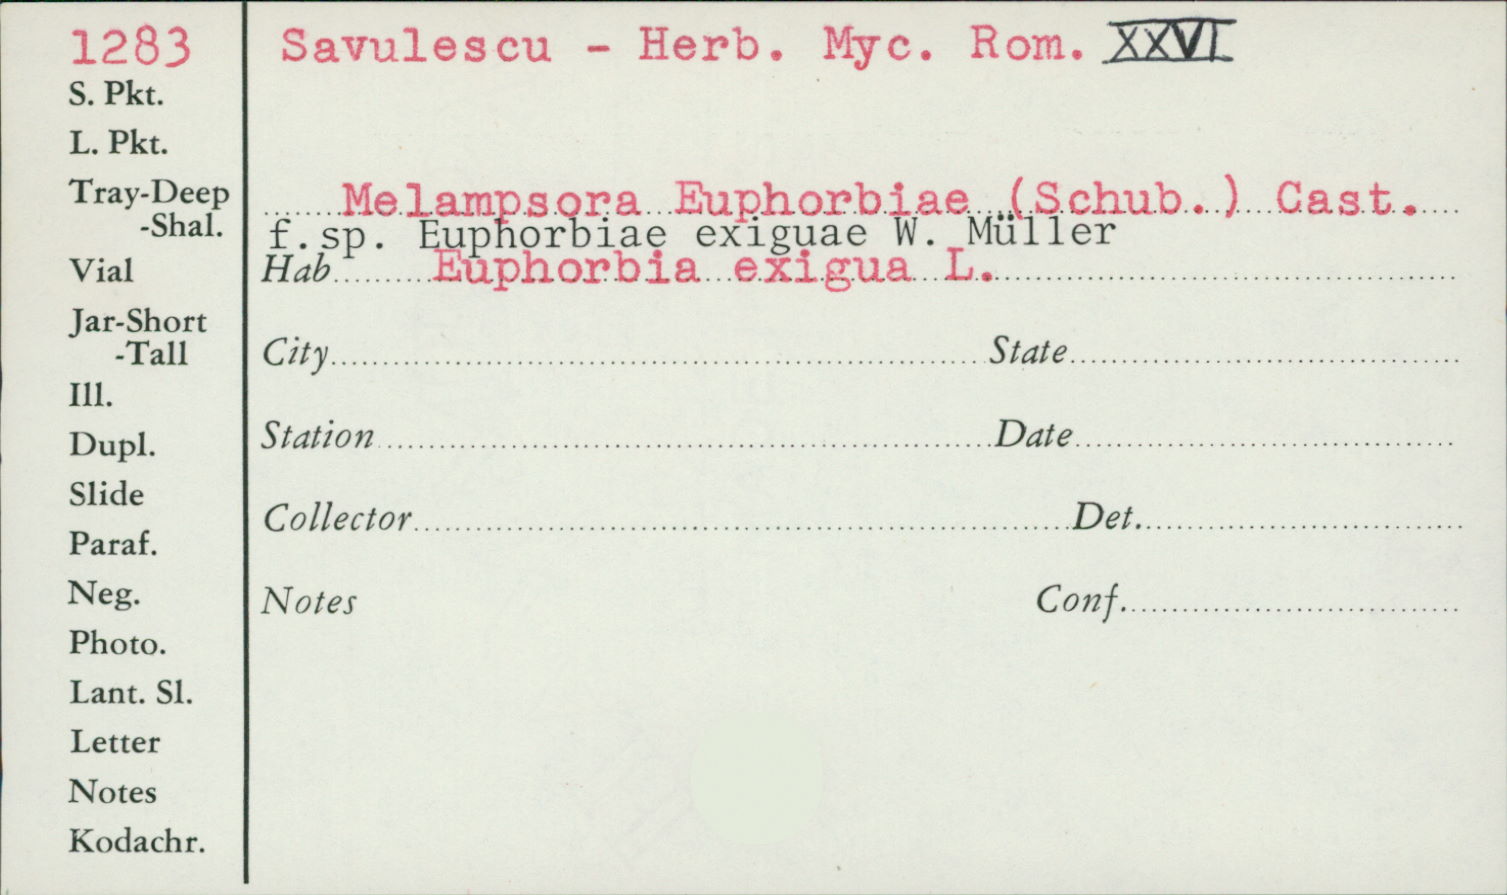 1283
Savulescu - Herb. Myc. Rom. XXVI
S. Pkt.
L. Pkt.
Tray-Deep
-Shal.
Vial
Jar-Short
-Tall
Ill.
Dupl.
Slide
Paraf.
Neg.
Photo.
Lant. Sl.
Letter
Notes
Kodachr.
Melampsora Euphorbiae (Schub.) Cast.
f.sp. Euphorbiae exiguae W. Müller
Hab Euphorbia exigua L.
City State
Station Date
Collector Det.
Notes Conf.